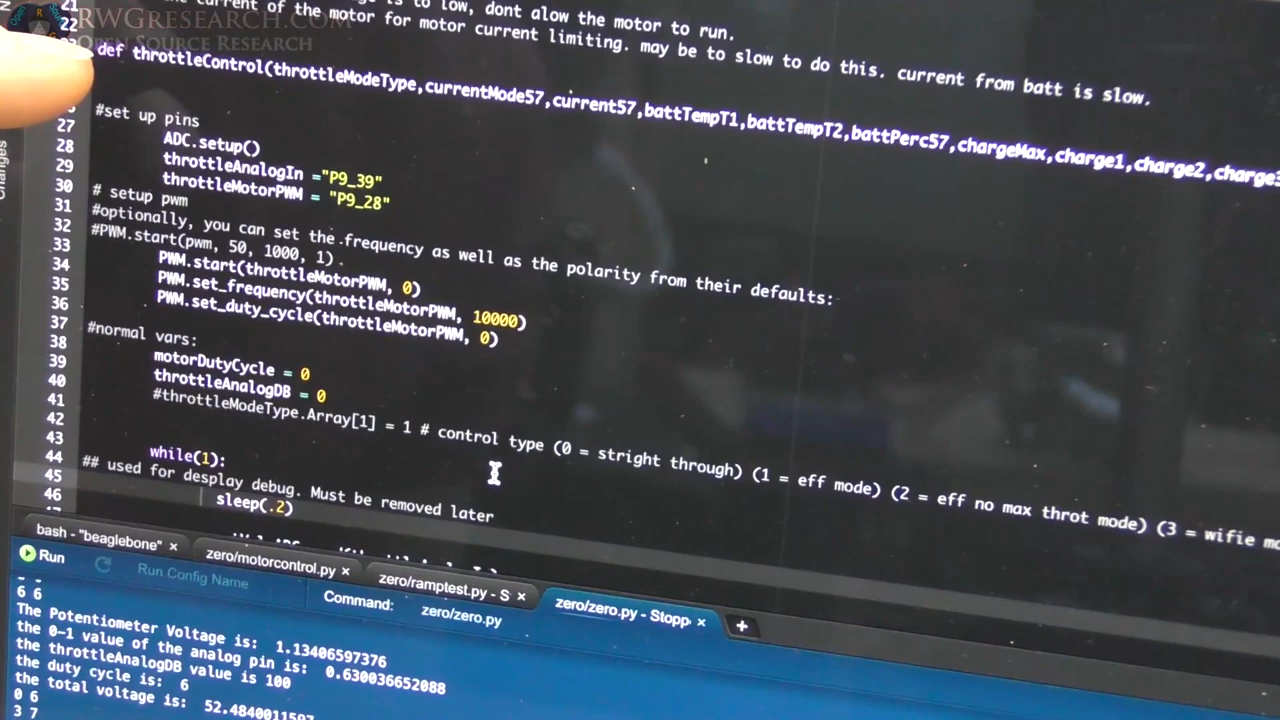 RWGRESEARCH.COM
OPEN SOURCE RESEARCH
21
is to low, dont alow the motor to run.
22
current of the motor for motor current limiting. may be to slow to do this. current from batt is slow.
def throttleControl(throttleModeType,currentMode57,current57,battTempT1,battTempT2,battPerc57,chargeMax,charge1,charge2,charge3
#set up pins
27 ADC.setup()
28 throttleAnalogIn ="P9_39"
29 throttleMotorPWM = "P9_28"
30 # setup pwm
31 #optionally, you can set the frequency as well as the polarity from their defaults:
32 #PWM.start(pwm, 50, 1000, 1)
33 PWM.start(throttleMotorPWM, 0)
34 PWM.set_frequency(throttleMotorPWM, 10000)
35 PWM.set_duty_cycle(throttleMotorPWM, 0)
36
37 #normal vars:
38 motorDutyCycle = 0
39 throttleAnalogDB = 0
40 #throttleModeType.Array[1] = 1 # control type (0 = stright through) (1 = eff mode) (2 = eff no max throt mode) (3 = wifie mo
41
42
43 while(1):
44 ## used for desplay debug. Must be removed later
45 sleep(.2)
46
bash - "beaglebone" ×
zero/motorcontrol.py ×
zero/ramptest.py - S ×
zero/zero.py - Stopp ×
+
Run
Run Config Name
Command:
zero/zero.py
6 6
The Potentiometer Voltage is: 1.13406597376
the 0-1 value of the analog pin is: 0.630036652088
the throttleAnalogDB value is 100
the duty cycle is: 6
the total voltage is: 52.4840011597
0 6
3 7